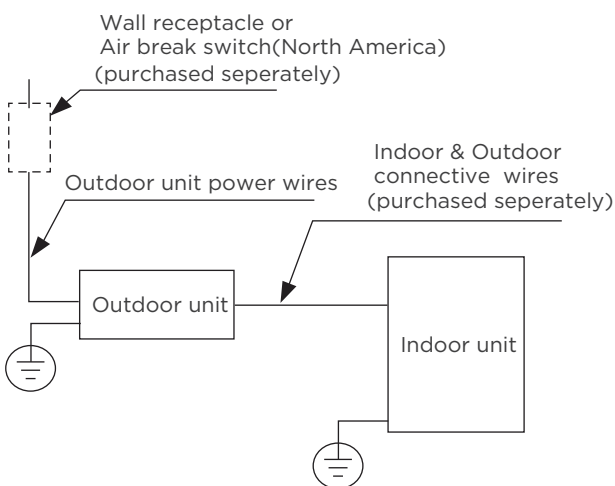 Wall receptacle or
Air break switch(North America)
(purchased seperately)
Indoor & Outdoor
connective wires
(purchased seperately)
Outdoor unit power wires
Outdoor unit
Indoor unit